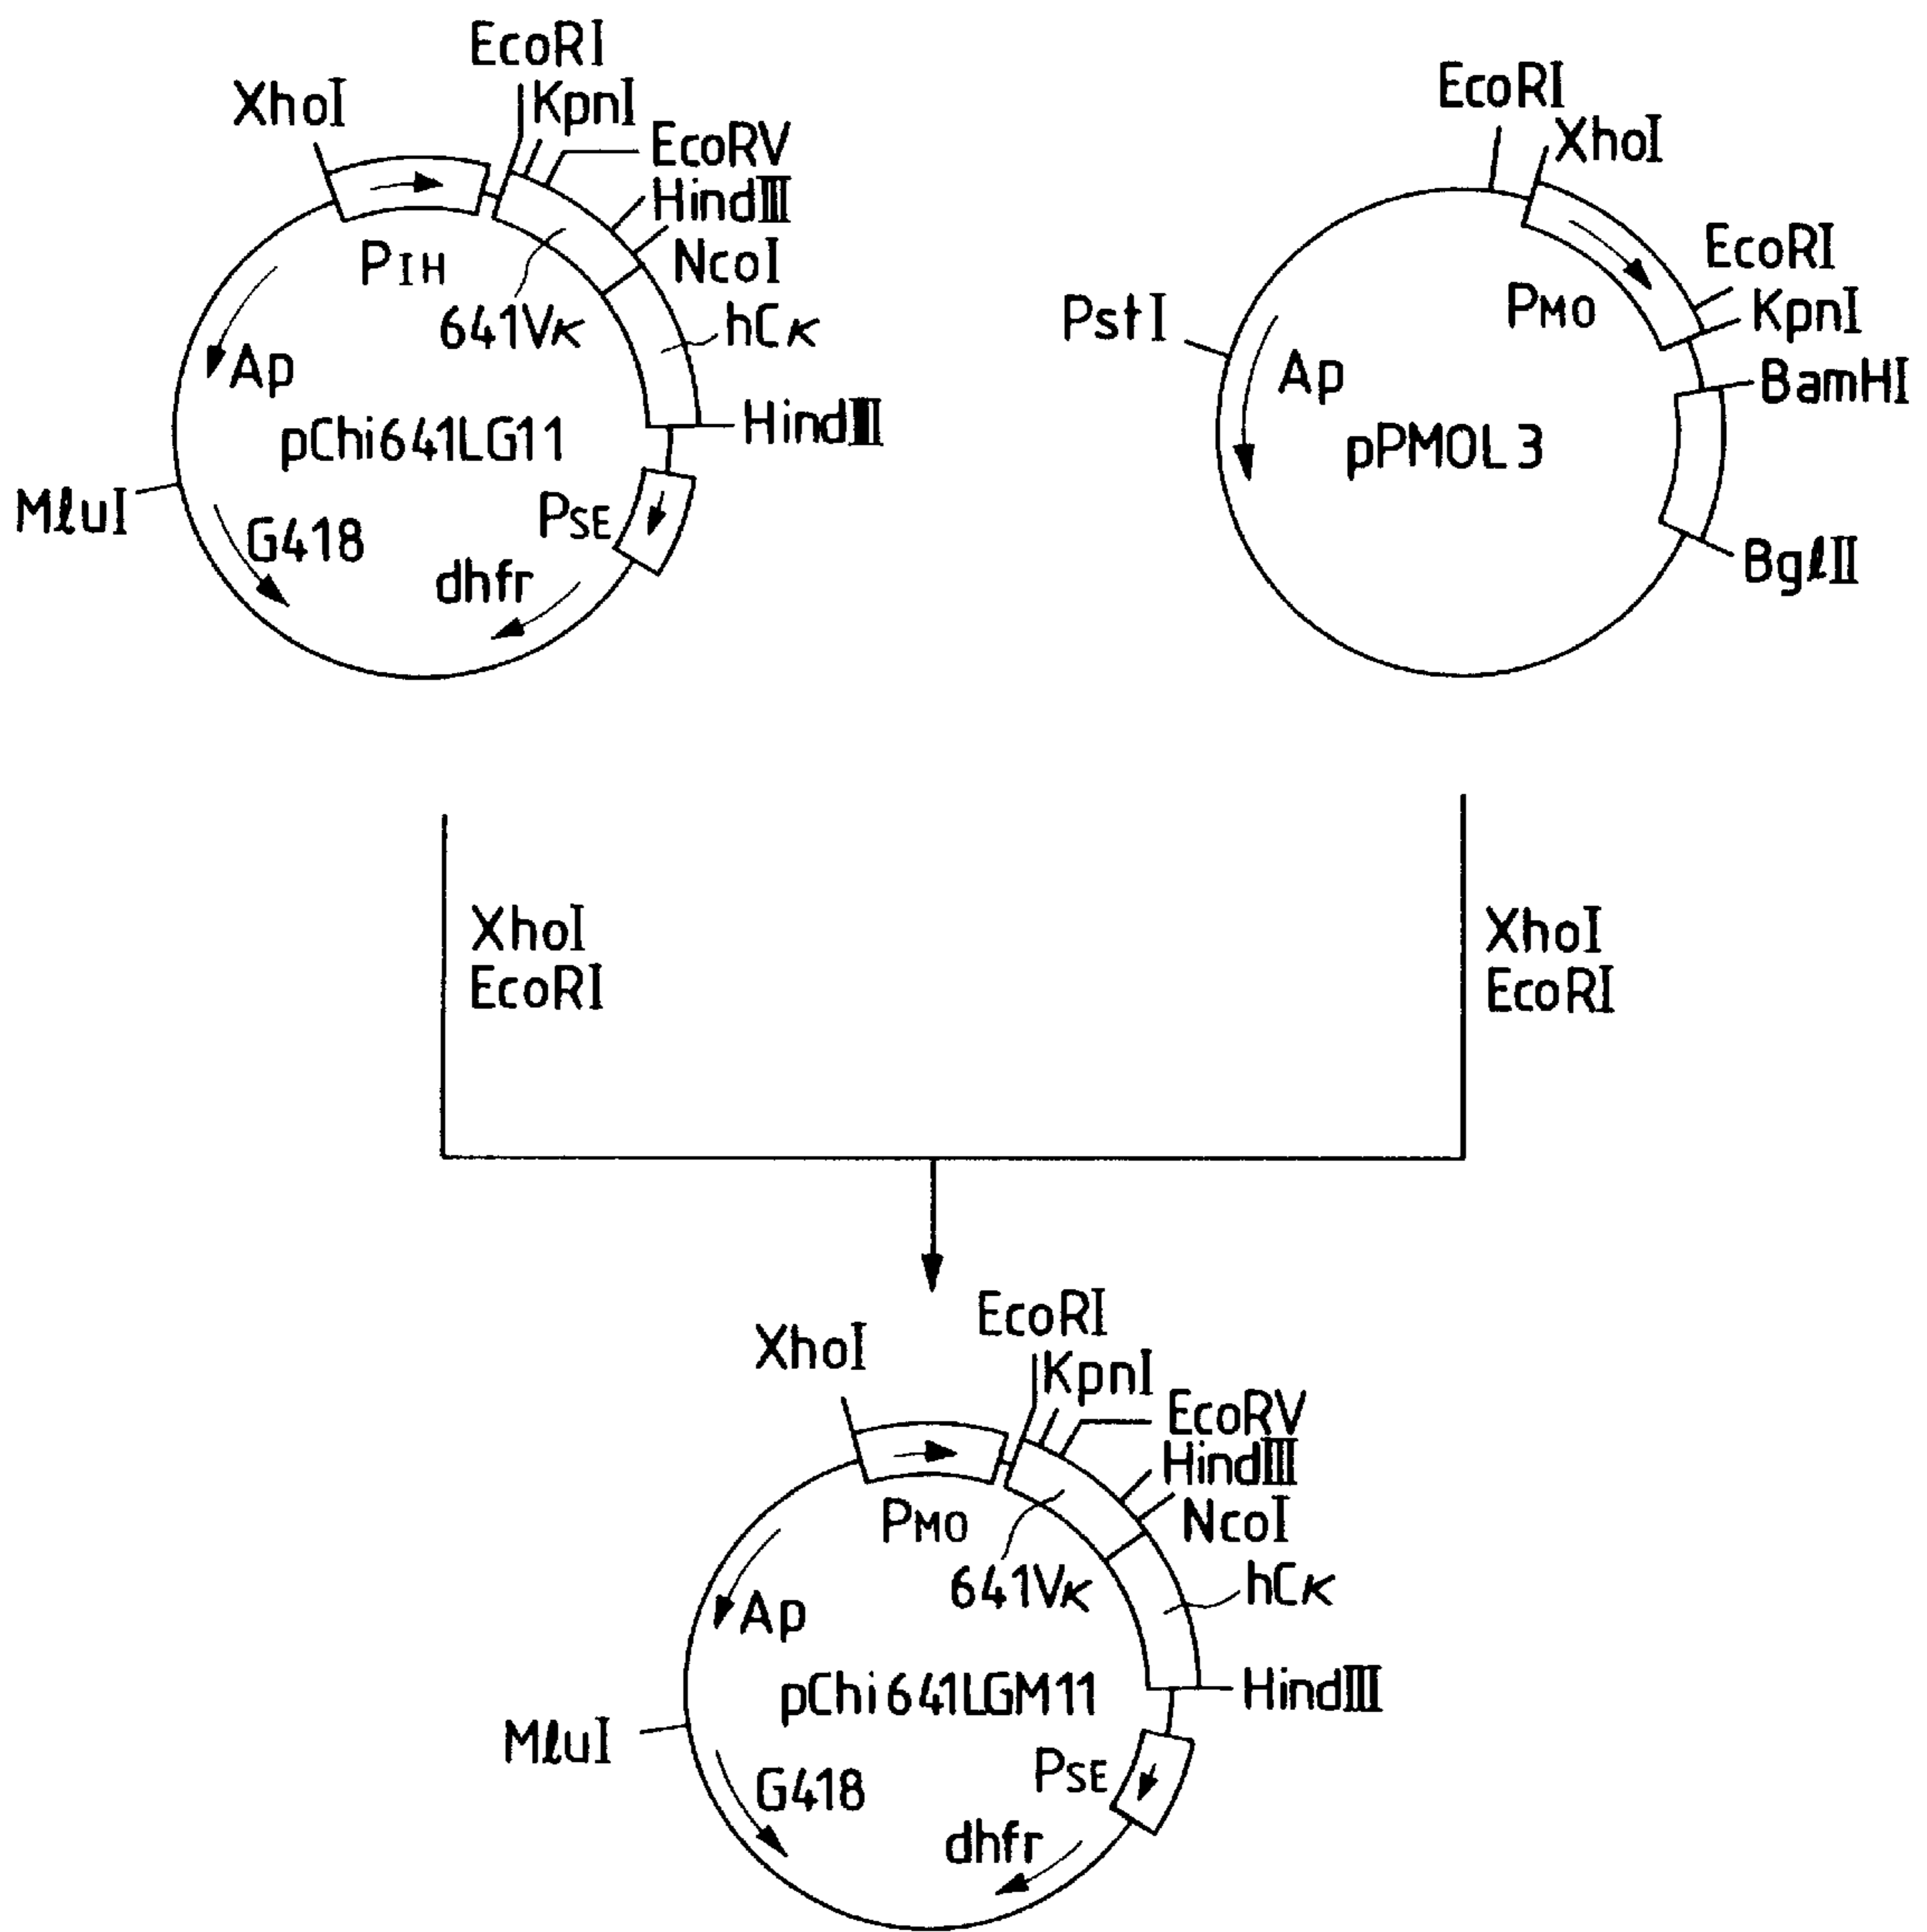 EcoRI
XhoI
KpnI
EcoRV
HindIII
NcoI
PIH
641Vκ
hCκ
Ap
pChi641LG11
HindIII
MluI
G418
PSE
dhfr
EcoRI
XhoI
EcoRI
PMO
KpnI
PstI
Ap
BamHI
pPMOL3
BglII
XhoI
EcoRI
XhoI
EcoRI
EcoRI
XhoI
KpnI
EcoRV
HindIII
NcoI
PMO
641Vκ
hCκ
Ap
pChi641LGM11
HindIII
MluI
G418
PSE
dhfr